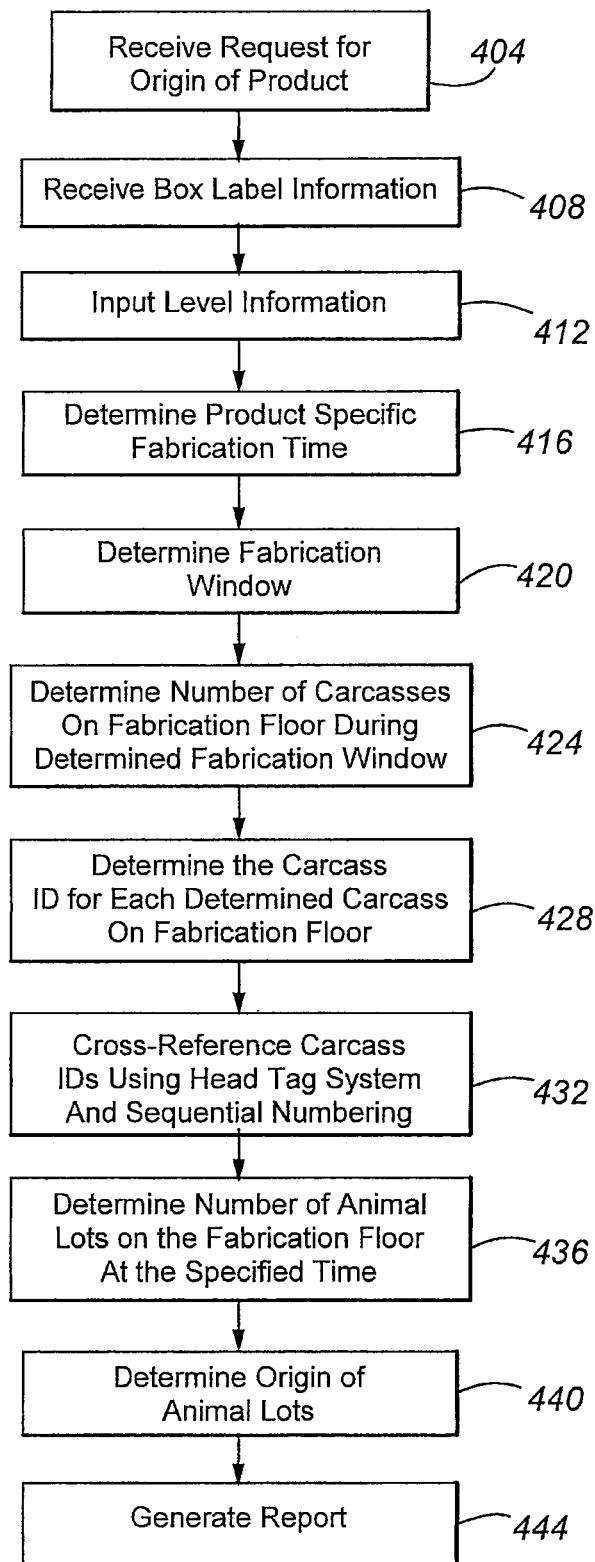 Receive Request for
Origin of Product
404
Receive Box Label Information
408
Input Level Information
412
Determine Product Specific
Fabrication Time
416
Determine Fabrication
Window
420
Determine Number of Carcasses
On Fabrication Floor During
Determined Fabrication Window
424
Determine the Carcass
ID for Each Determined Carcass
On Fabrication Floor
428
Cross-Reference Carcass
IDs Using Head Tag System
And Sequential Numbering
432
Determine Number of Animal
Lots on the Fabrication Floor
At the Specified Time
436
Determine Origin of
Animal Lots
440
Generate Report
444